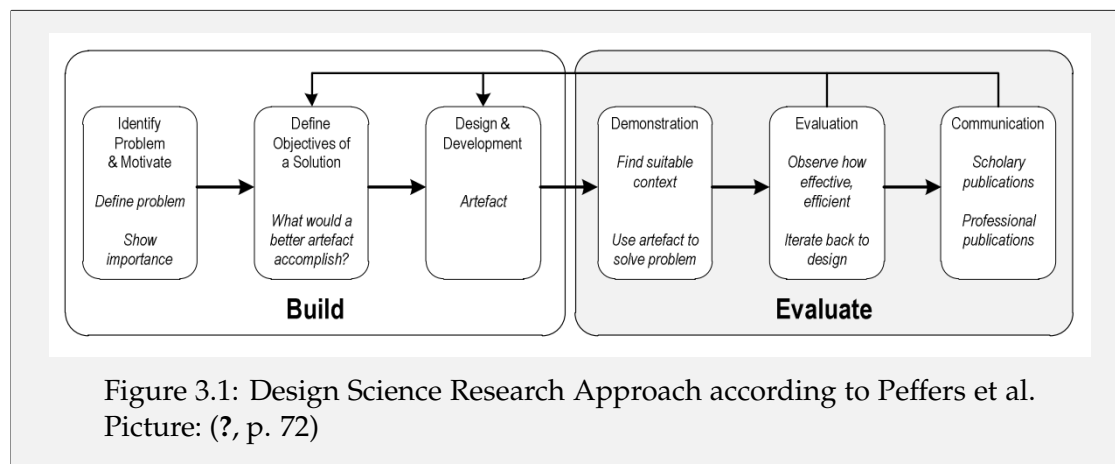 Identify
Problem
& Motivate
Define problem
Show
importance
Define
Objectives of
a Solution
What would a
better artefact
accomplish?
Design &
Development
Artefact
Build
Demonstration
Find suitable
context
Use artefact to
solve problem
Evaluation
Observe how
effective,
efficient
Iterate back to
design
Communication
Scholary
publications
Professional
publications
Evaluate
Figure 3.1: Design Science Research Approach according to Peffers et al.
Picture: (?, p. 72)